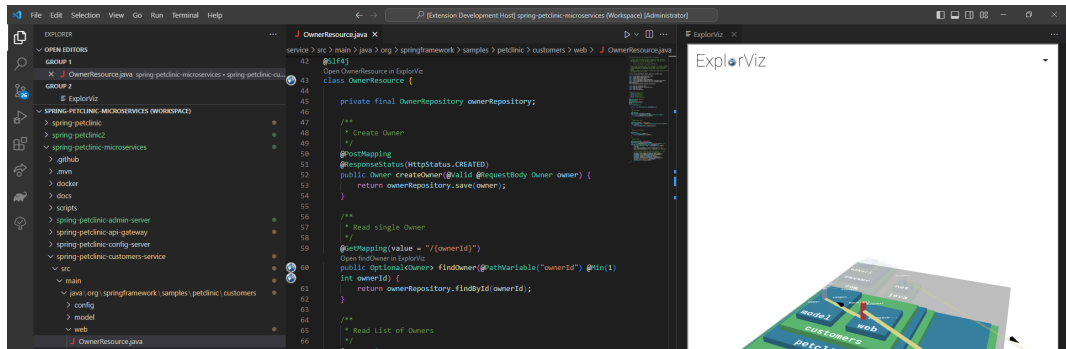 File Edit Selection View Go Run Terminal Help
[Extension Development Host] spring-petclinic-microservices (Workspace) [Administrator]
EXPLORER
OPEN EDITORS
GROUP 1
OwnerResource.java spring-petclinic-microservices • spring-petclinic-cu...
GROUP 2
ExplorViz
SPRING-PETCLINIC-MICROSERVICES (WORKSPACE)
spring-petclinic
spring-petclinic2
spring-petclinic-microservices
.github
.mvn
docker
docs
scripts
spring-petclinic-admin-server
spring-petclinic-api-gateway
spring-petclinic-config-server
spring-petclinic-customers-service
src
main
java \ org \ springframework \ samples \ petclinic \ customers
config
model
web
OwnerResource.java
OwnerResource.java
service > src > main > java > org > springframework > samples > petclinic > customers > web > OwnerResource.java
42 @Slf4j
Open OwnerResource in ExplorViz
43 class OwnerResource {
44
45 private final OwnerRepository ownerRepository;
46
47 /**
48 * Create Owner
49 */
50 @PostMapping
51 @ResponseStatus(HttpStatus.CREATED)
52 public Owner createOwner(@Valid @RequestBody Owner owner) {
53 return ownerRepository.save(owner);
54 }
55
56 /**
57 * Read single Owner
58 */
59 @GetMapping(value = "/{ownerId}")
Open findOwner in ExplorViz
60 public Optional<Owner> findOwner(@PathVariable("ownerId") @Min(1)
int ownerId) {
61 return ownerRepository.findById(ownerId);
62 }
63
64 /**
65 * Read List of Owners
66 */
ExplorViz
ExplorViz
net
java
model
web
customers